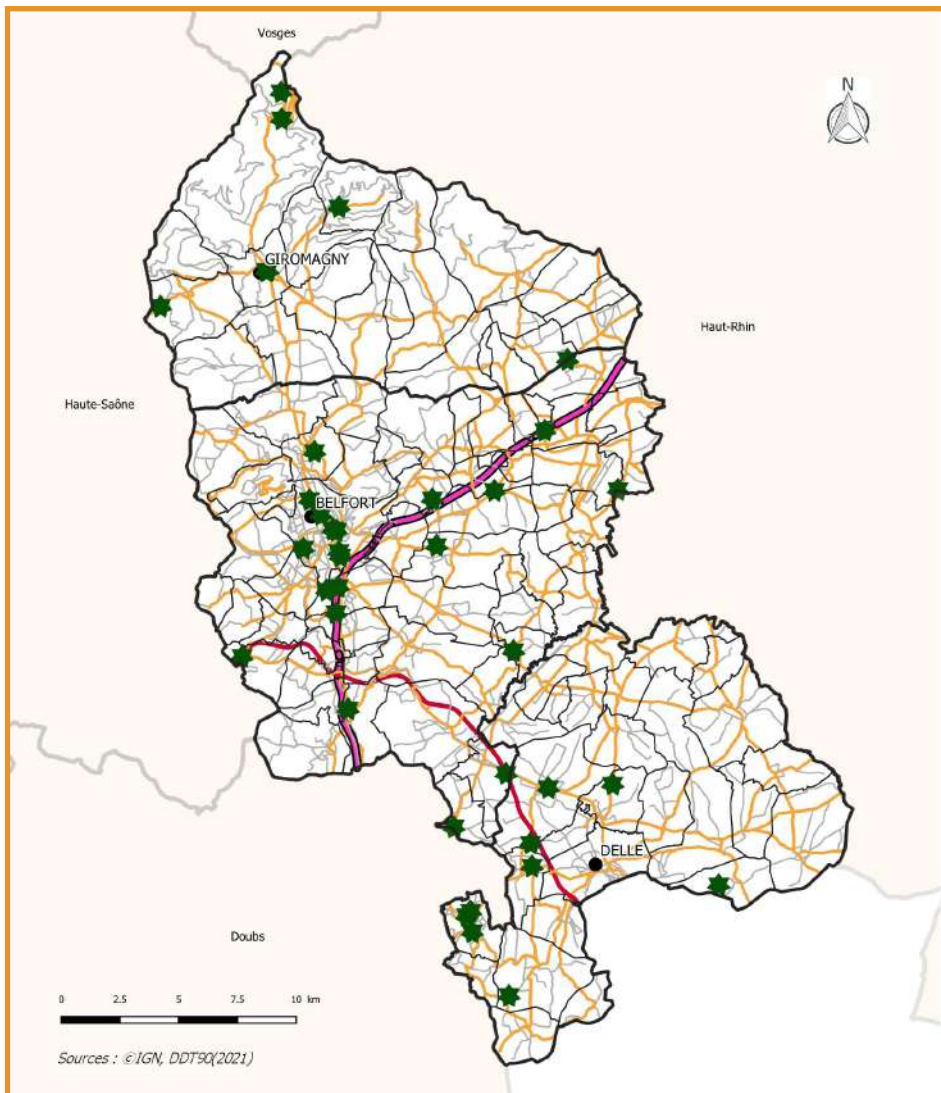 Vosges
N
GIROMAGNY
Haut-Rhin
Haute-Saône
BELFORT
DELLE
Doubs
0 2.5 5 7.5 10 km
Sources : ©IGN, DDT90(2021)